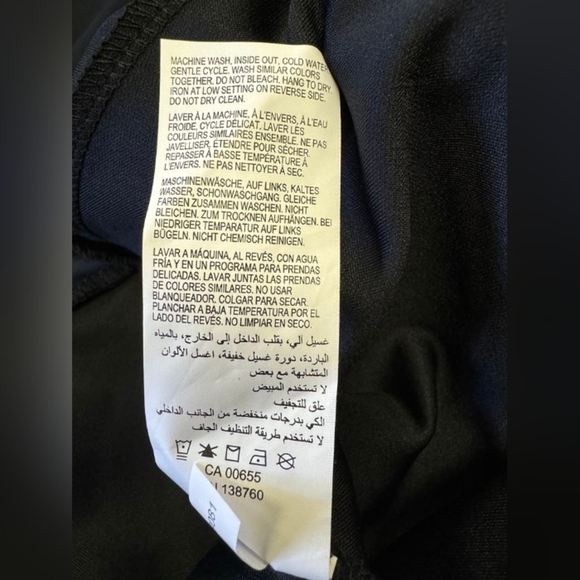 MACHINE WASH, INSIDE OUT, COLD WATER
GENTLE CYCLE. WASH SIMILAR COLORS
TOGETHER. DO NOT BLEACH. HANG TO DRY
IRON AT LOW SETTING ON REVERSE SIDE.
DO NOT DRY CLEAN.
LAVER À LA MACHINE, À L'ENVERS, À L'EAU
FROIDE, CYCLE DÉLICAT. LAVER LES
COULEURS SIMILAIRES ENSEMBLE. NE PAS
JAVELLISER, ÉTENDRE POUR SÉCHER.
REPASSER À BASSE TEMPÉRATURE À
L'ENVERS. NE PAS NETTOYER À SEC.
MASCHINENWÄSCHE, AUF LINKS, KALTES
WASSER, SCHONWASCHGANG. GLEICHE
FARBEN ZUSAMMEN WASCHEN. NICHT
BLEICHEN. ZUM TROCKNEN AUFHÄNGEN. BEI
NIEDRIGER TEMPARATUR AUF LINKS
BÜGELN. NICHT CHEMISCH REINIGEN.
LAVAR A MÁQUINA, AL REVÉS, CON AGUA
FRÍA Y EN UN PROGRAMA PARA PRENDAS
DELICADAS. LAVAR JUNTAS LAS PRENDAS
DE COLORES SIMILARES. NO USAR
BLANQUEADOR. COLGAR PARA SECAR.
PLANCHAR A BAJA TEMPERATURA POR EL
LADO DEL REVÉS. NO LIMPIAR EN SECO.
غسيل آلي، بقلب الداخل إلى الخارج، بالمياه
الباردة، دورة غسيل خفيفة، اغسل الألوان
المتشابهة مع بعض
لا تستخدم المبيض
علق للتجفيف
الكي بدرجات منخفضة من الجانب الداخلي
لا تستخدم طريقة التنظيف الجاف
CA 00655
138760